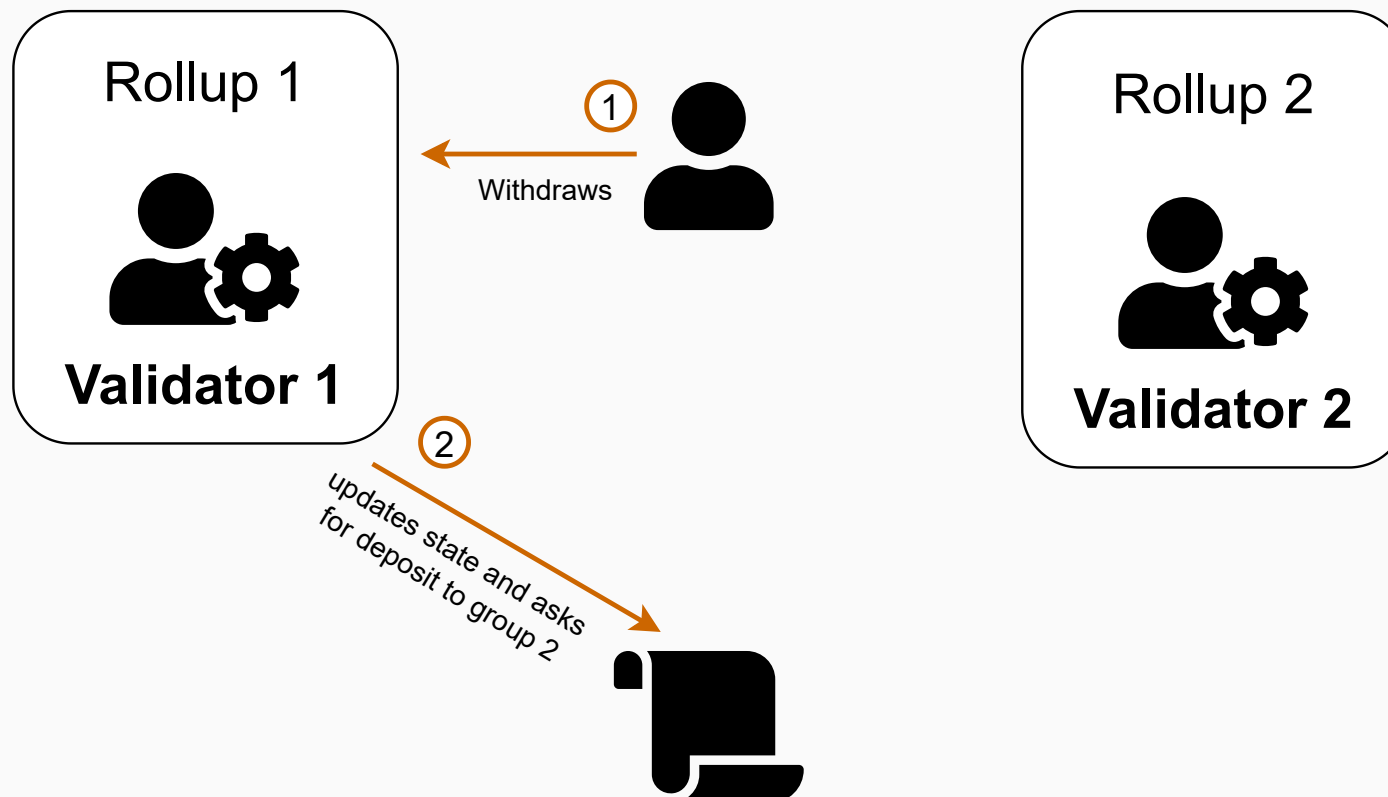 Rollup 1
Validator 1
1
Withdraws
Rollup 2
Validator 2
2
updates state and asks
for deposit to group 2